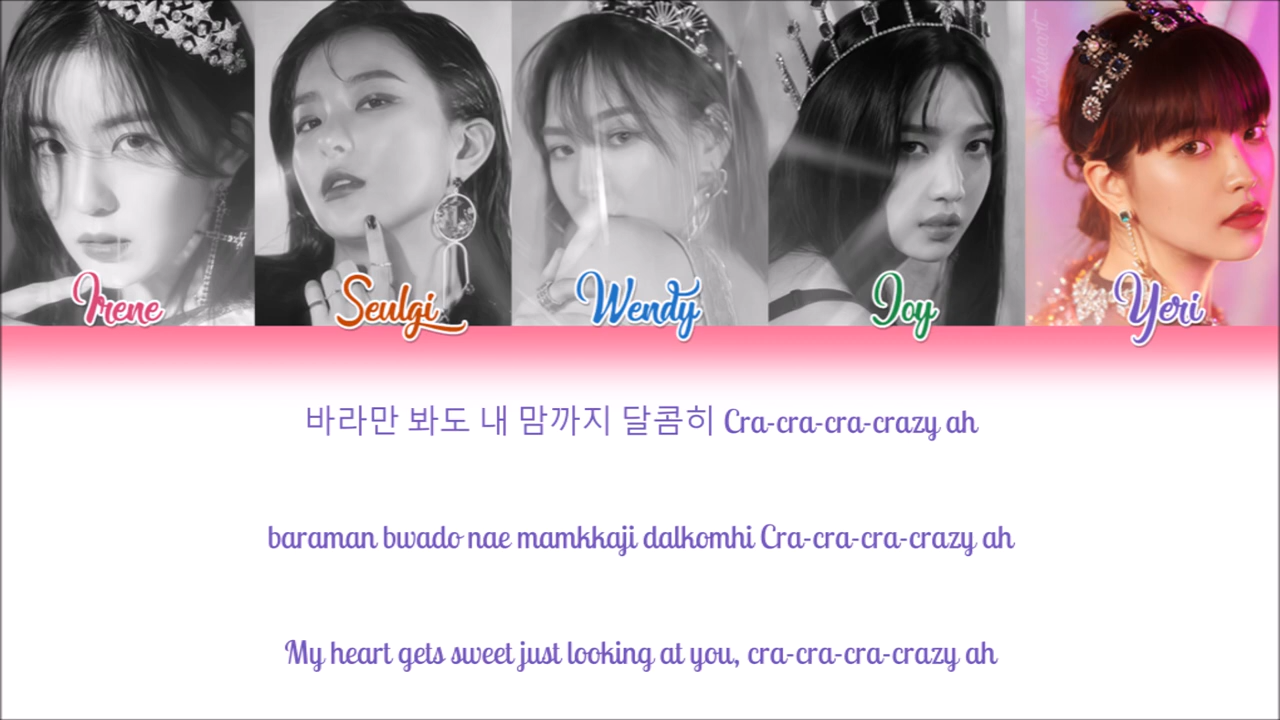 Irene
Seulgi
Wendy
Joy
Yeri
바라만 봐도 내 맘까지 달콤히 Cra-cra-cra-crazy ah
baraman bwado nae mamkkaji dalkomhi Cra-cra-cra-crazy ah
My heart gets sweet just looking at you, cra-cra-cra-crazy ah